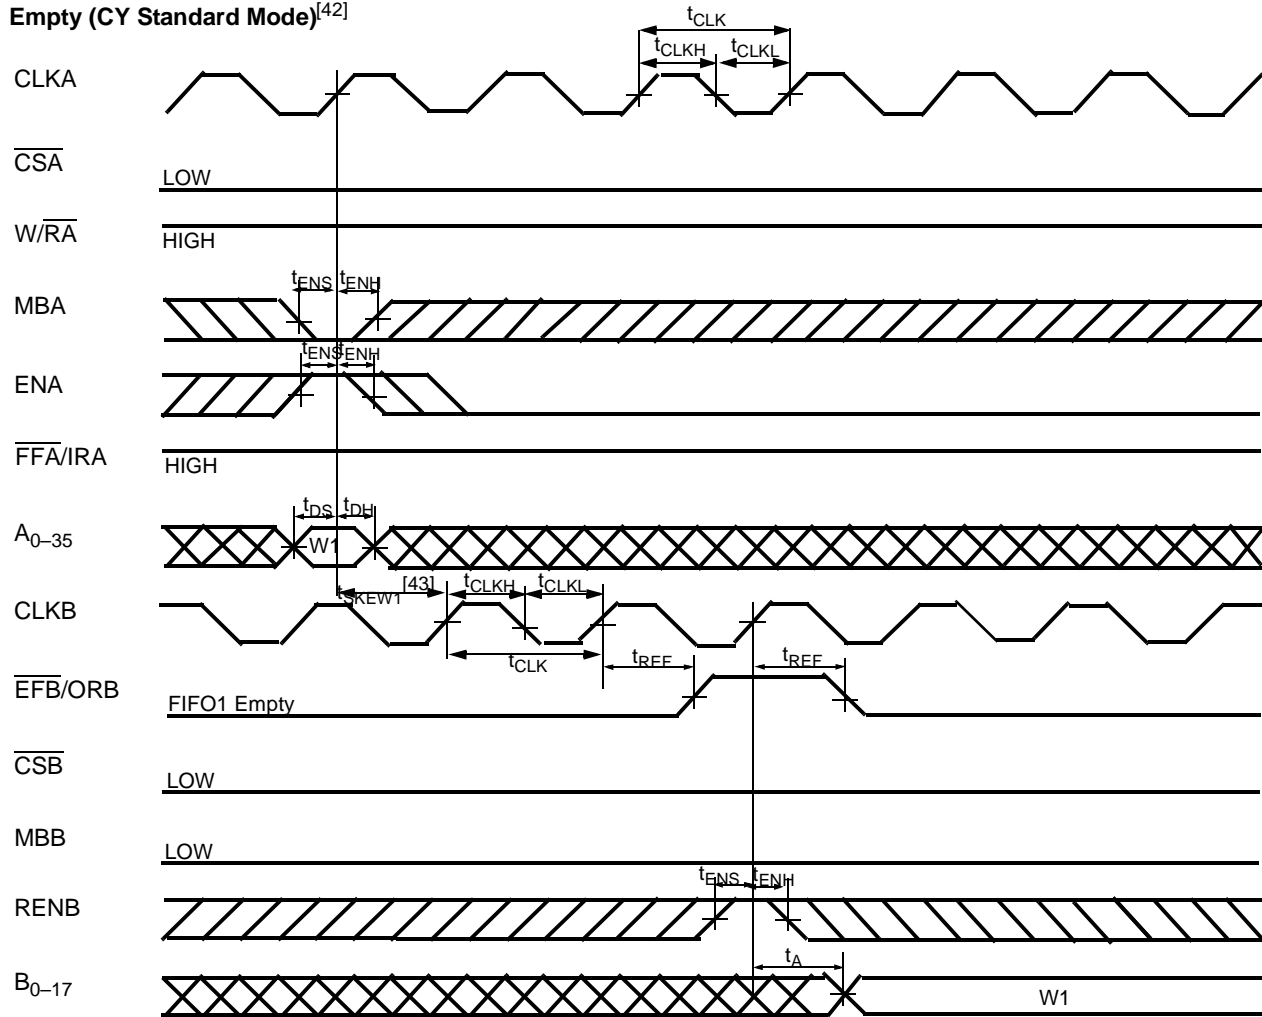 Empty (CY Standard Mode)[42]
tCLK
tCLKH tCLKL
CLKA
CSA
LOW
W/RA
HIGH
tENS tENH
MBA
tENS tENH
ENA
FFA/IRA
HIGH
tDS tDH
A0–35
W1
tSKEW1 [43] tCLKH tCLKL
CLKB
tCLK tREF tREF
EFB/ORB
FIFO1 Empty
CSB
LOW
MBB
LOW
tENS tENH
RENB
tA
B0–17
W1